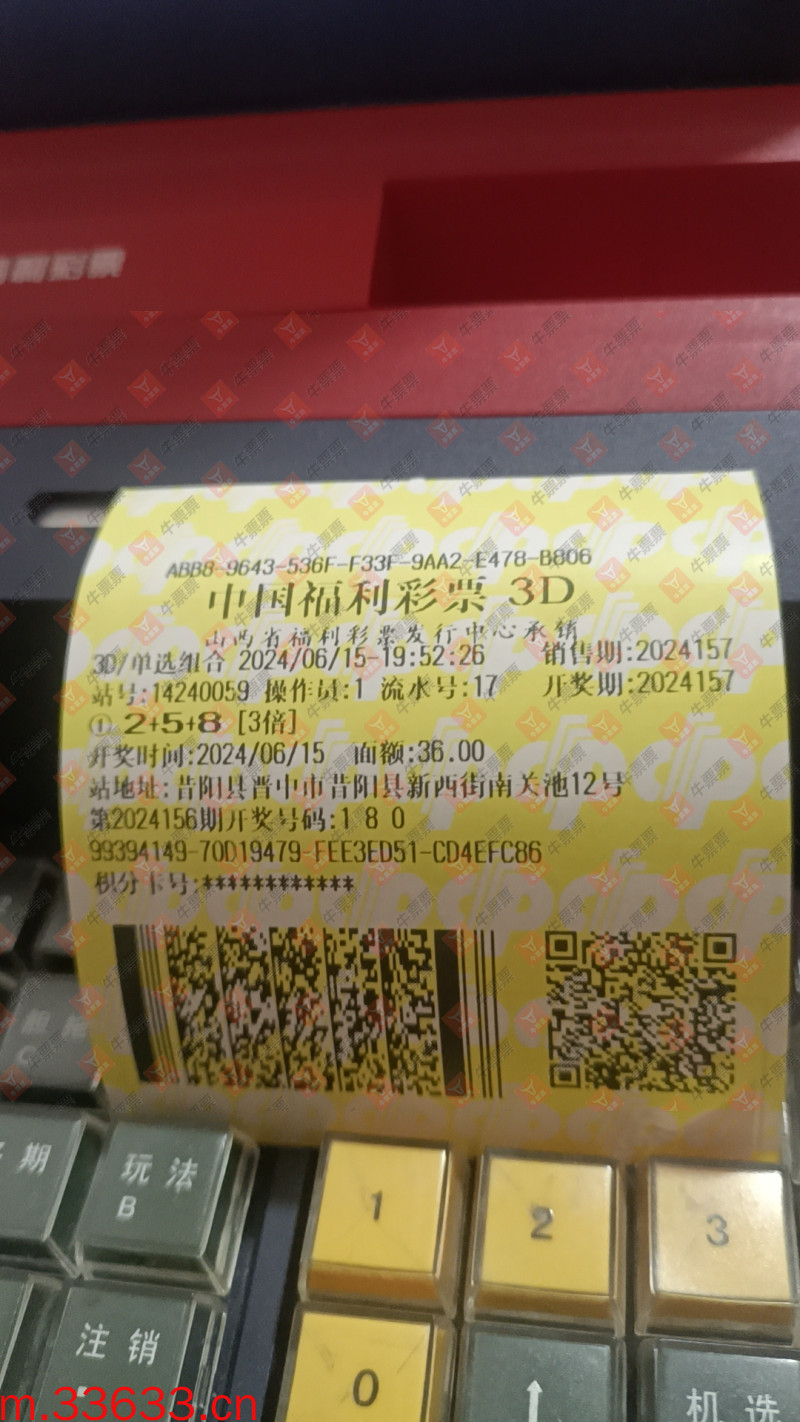 ABB8-9643-536F-F33F-9AA2-E478-B806
中国福利彩票 3D
山西省福利彩票发行中心承销
3D/单选组合 2024/06/15-19:52:26 销售期:2024157
站号:14240059 操作员:1 流水号:17 开奖期:2024157
① 2+5+8 [3倍]
开奖时间:2024/06/15 面额:36.00
站地址:昔阳县晋中市昔阳县新西街南关池12号
第2024156期开奖号码:1 8 0
99394149-70D19479-FEE3ED51-CD4EFC86
积分卡号:************
期
玩法
B
1
2
3
注销
0
↑
机选
牛票票
m.33633.cn